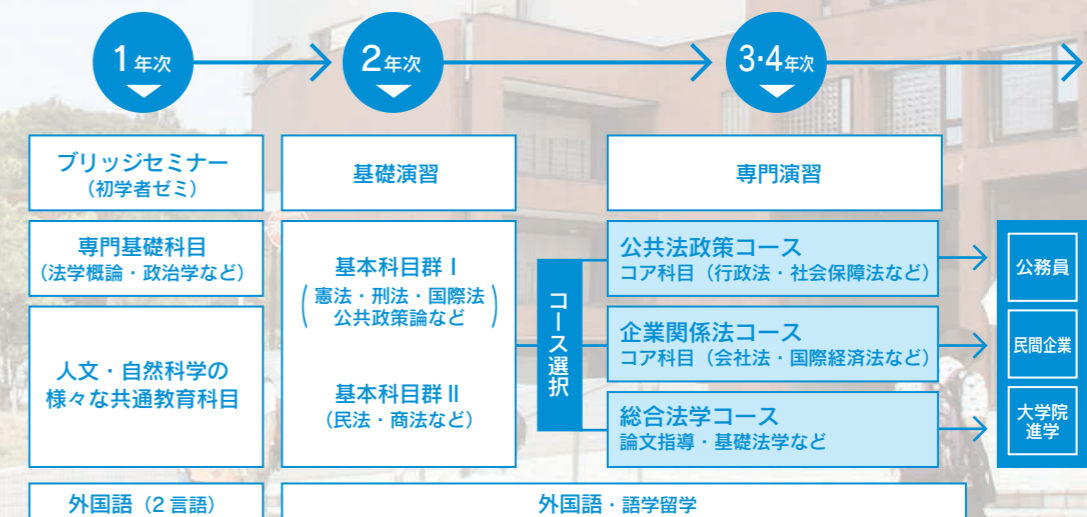 1年次
2年次
3・4年次
ブリッジセミナー
（初学者ゼミ）
基礎演習
専門演習
専門基礎科目
（法学概論・政治学など）
人文・自然科学の
様々な共通教育科目
基本科目群Ⅰ
（憲法・刑法・国際法
公共政策論など）
基本科目群Ⅱ
（民法・商法など）
コース選択
公共法政策コース
コア科目（行政法・社会保障法など）
企業関係法コース
コア科目（会社法・国際経済法など）
総合法学コース
論文指導・基礎法学など
公務員
民間企業
大学院
進学
外国語（2言語）
外国語・語学留学